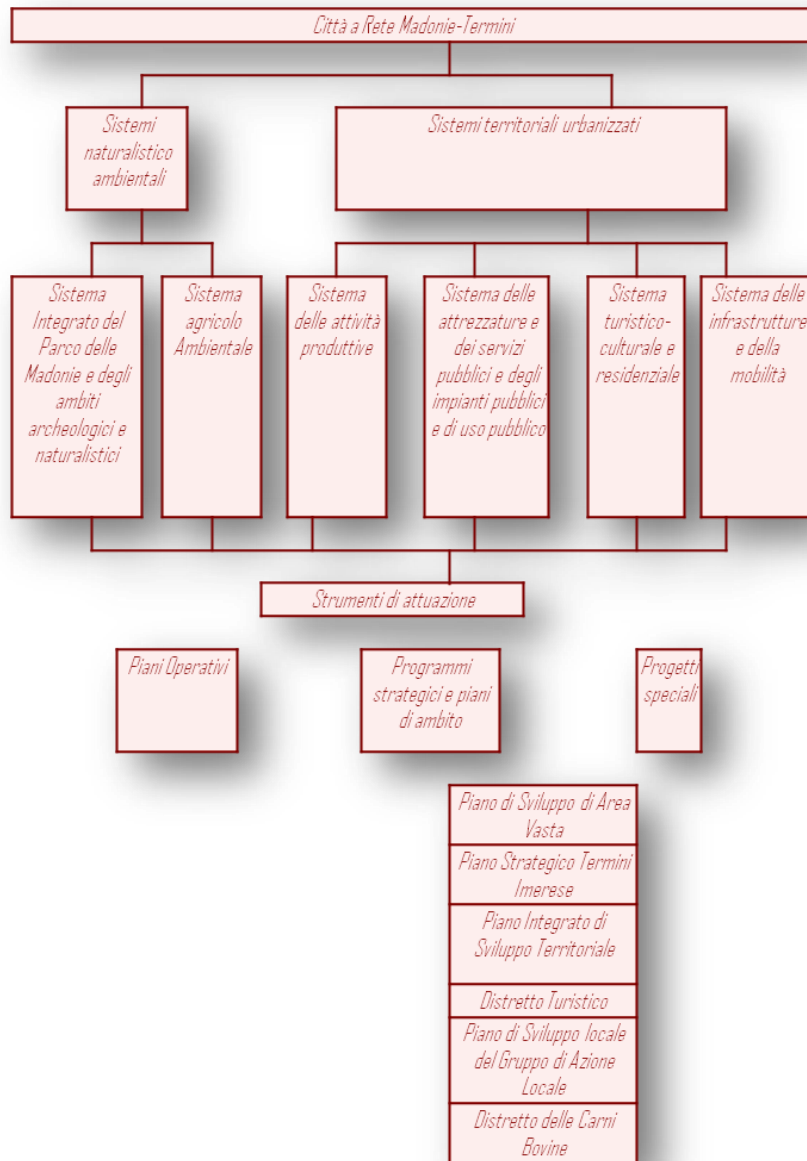 Città a Rete Madonie-Termini
Sistemi
naturalistico
ambientali
Sistemi territoriali urbanizzati
Sistema
Integrato del
Parco delle
Madonie e degli
ambiti
archeologici e
naturalistici
Sistema
agricolo
Ambientale
Sistema
delle attività
produttive
Sistema delle
attrezzature e
dei servizi
pubblici e degli
impianti pubblici
e di uso pubblico
Sistema
turistico-
culturale e
residenziale
Sistema delle
infrastrutture
e della
mobilità
Strumenti di attuazione
Piani Operativi
Programmi
strategici e piani
di ambito
Progetti
speciali
Piano di Sviluppo di Area
Vasta
Piano Strategico Termini
Imerese
Piano Integrato di
Sviluppo Territoriale
Distretto Turistico
Piano di Sviluppo locale
del Gruppo di Azione
Locale
Distretto delle Carni
Bovine